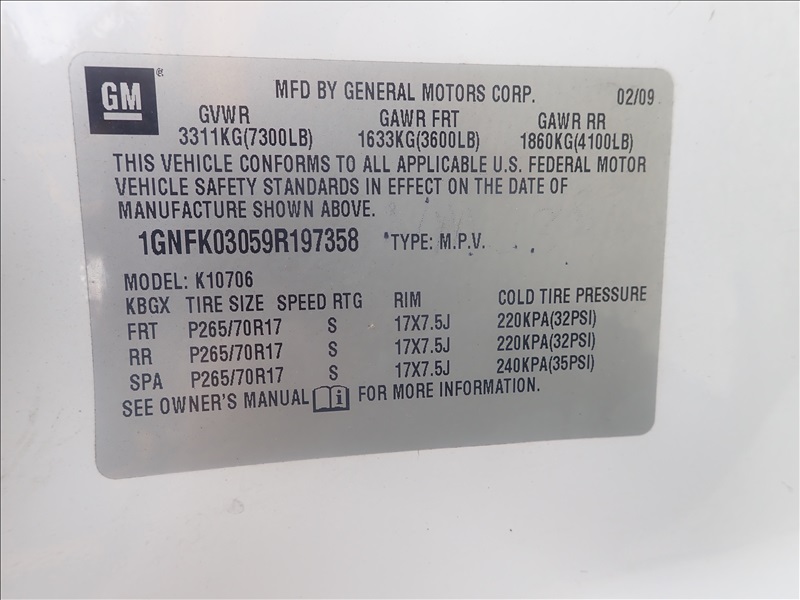 GM®
MFD BY GENERAL MOTORS CORP. 02/09
GVWR GAWR FRT GAWR RR
3311KG(7300LB) 1633KG(3600LB) 1860KG(4100LB)
THIS VEHICLE CONFORMS TO ALL APPLICABLE U.S. FEDERAL MOTOR
VEHICLE SAFETY STANDARDS IN EFFECT ON THE DATE OF
MANUFACTURE SHOWN ABOVE.
1GNFK03059R197358 TYPE: M.P.V.
MODEL: K10706
KBGX TIRE SIZE SPEED RTG RIM COLD TIRE PRESSURE
FRT P265/70R17 S 17X7.5J 220KPA(32PSI)
RR P265/70R17 S 17X7.5J 220KPA(32PSI)
SPA P265/70R17 S 17X7.5J 240KPA(35PSI)
SEE OWNER'S MANUAL i FOR MORE INFORMATION.